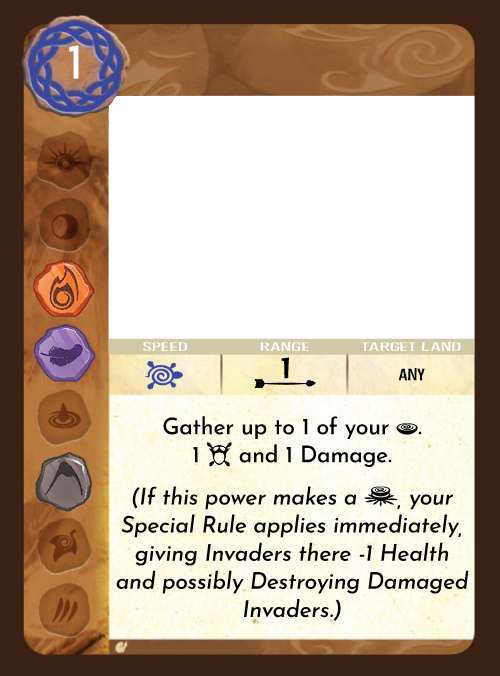 1
SPEED RANGE TARGET LAND
1 ANY
Gather up to 1 of your .
1 and 1 Damage.
(If this power makes a , your
Special Rule applies immediately,
giving Invaders there -1 Health
and possibly Destroying Damaged
Invaders.)